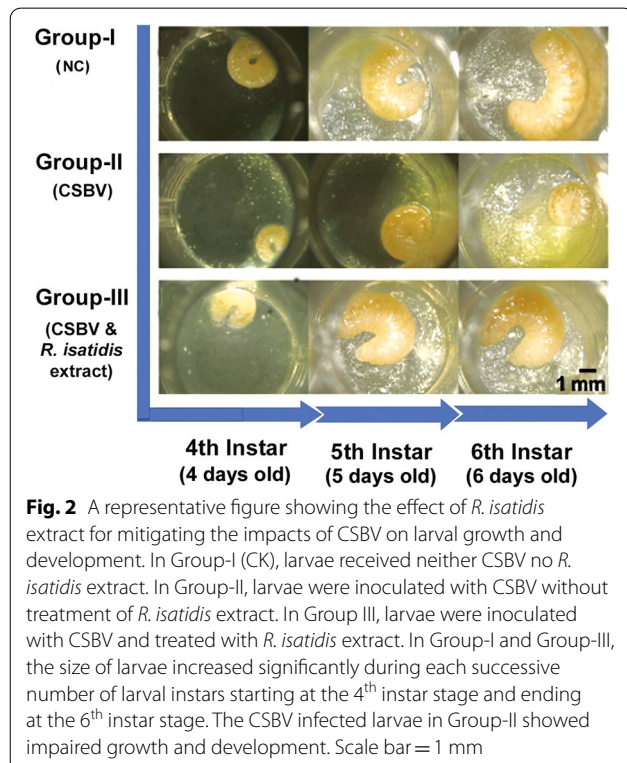 Group-I
(NC)
Group-II
(CSBV)
Group-III
(CSBV &
R. isatidis
extract)
1 mm
4th Instar
(4 days old)
5th Instar
(5 days old)
6th Instar
(6 days old)
Fig. 2 A representative figure showing the effect of R. isatidis
extract for mitigating the impacts of CSBV on larval growth and
development. In Group-I (CK), larvae received neither CSBV no R.
isatidis extract. In Group-II, larvae were inoculated with CSBV without
treatment of R. isatidis extract. In Group III, larvae were inoculated
with CSBV and treated with R. isatidis extract. In Group-I and Group-III,
the size of larvae increased significantly during each successive
number of larval instars starting at the 4th instar stage and ending
at the 6th instar stage. The CSBV infected larvae in Group-II showed
impaired growth and development. Scale bar = 1 mm